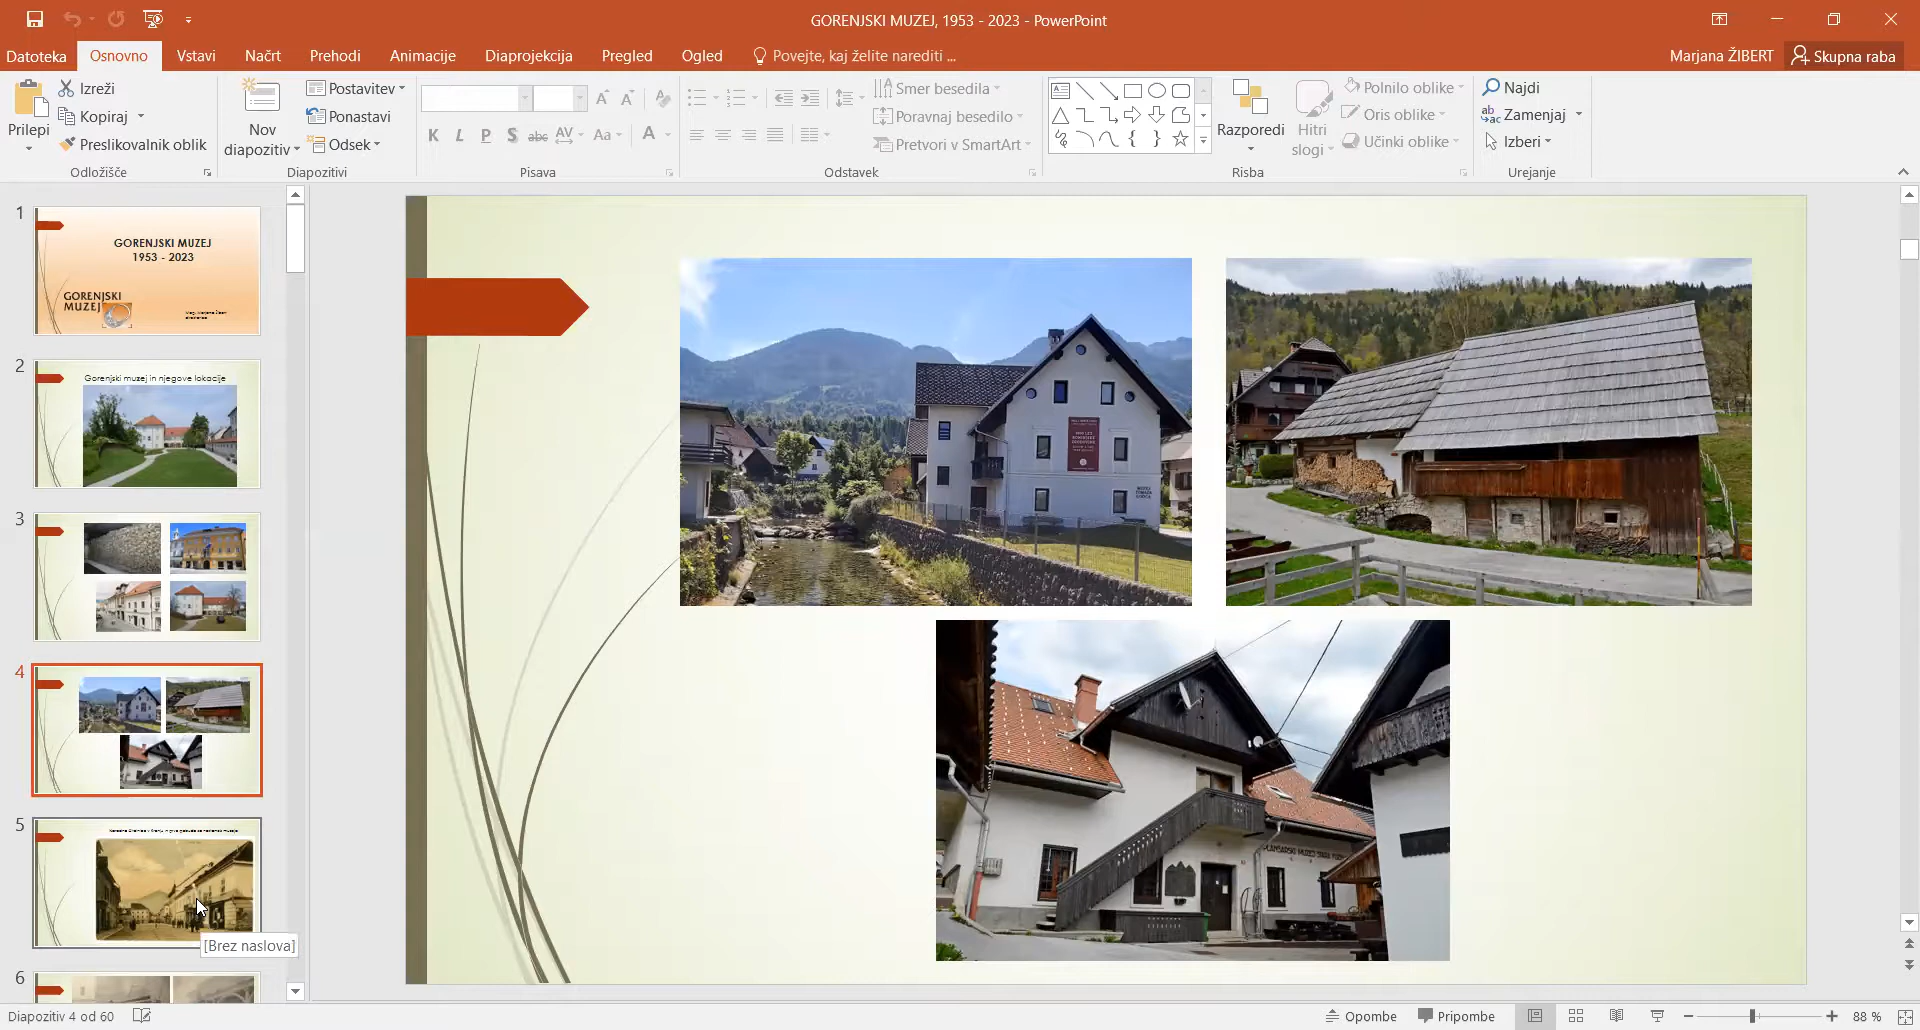 GORENJSKI MUZEJ, 1953 - 2023 - PowerPoint
Datoteka Osnovno Vstavi Načrt Prehodi Animacije Diaprojekcija Pregled Ogled Povejte, kaj želite narediti ... Marjana ŽIBERT Skupna raba
Prilepi
Izreži
Kopiraj
Preslikovalnik oblik
Odložišče
Nov
diapozitiv
Postavitev
Ponastavi
Odsek
Diapozitivi
K L P S abc AV Aa A
Pisava
Smer besedila
Poravnaj besedilo
Pretvori v SmartArt
Odstavek
Razporedi
Hitri
slogi
Polnilo oblike
Oris oblike
Učinki oblike
Risba
Najdi
Zamenjaj
Izberi
Urejanje
1
GORENJSKI MUZEJ
1953 - 2023
GORENJSKI
MUZEJ
2
Gorenjski muzej in njegove lokacije
3
4
5
[Brez naslova]
6
Diapozitiv 4 od 60
Opombe
Pripombe
88 %